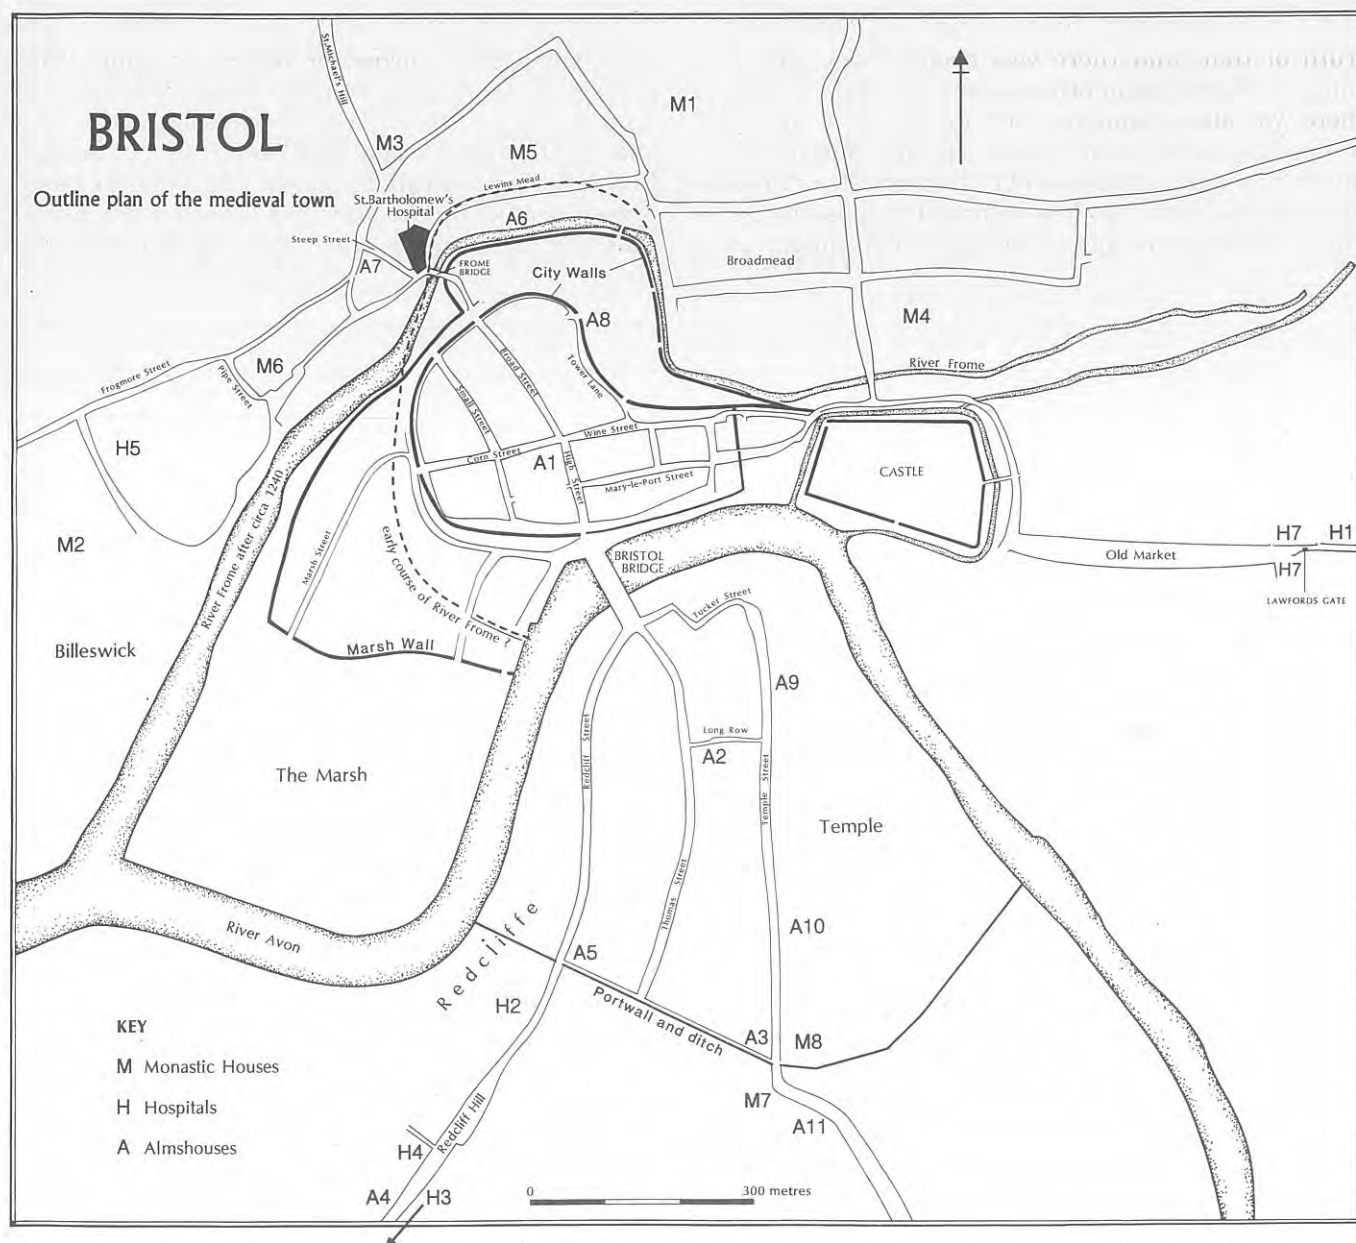 BRISTOL
Outline plan of the medieval town
St.Michael's Hill
M3
M1
M5
Lewins Mead
St.Bartholomew's
Hospital
A6
Steep Street
A7
FROME
BRIDGE
City Walls
Broadmead
A8
M4
River Frome
Broad Street
Tower Lane
Small Street
M6
Frogmore Street
Pipe Street
H5
Wine Street
Corn Street
A1
High Street
Mary-le-Port Street
CASTLE
M2
River Frome after circa 1240
Marsh Street
early course of River Frome ?
BRISTOL
BRIDGE
Old Market
H7
H1
H7
LAWFORDS GATE
Tucker Street
Billeswick
Marsh Wall
A9
Redcliff Street
Long Row
A2
Temple Street
The Marsh
Temple
Thomas Street
River Avon
Redcliffe
A10
A5
H2
Portwall and ditch
A3
M8
M7
A11
KEY
M Monastic Houses
H Hospitals
A Almshouses
Redcliff Hill
H4
A4
H3
0
300 metres